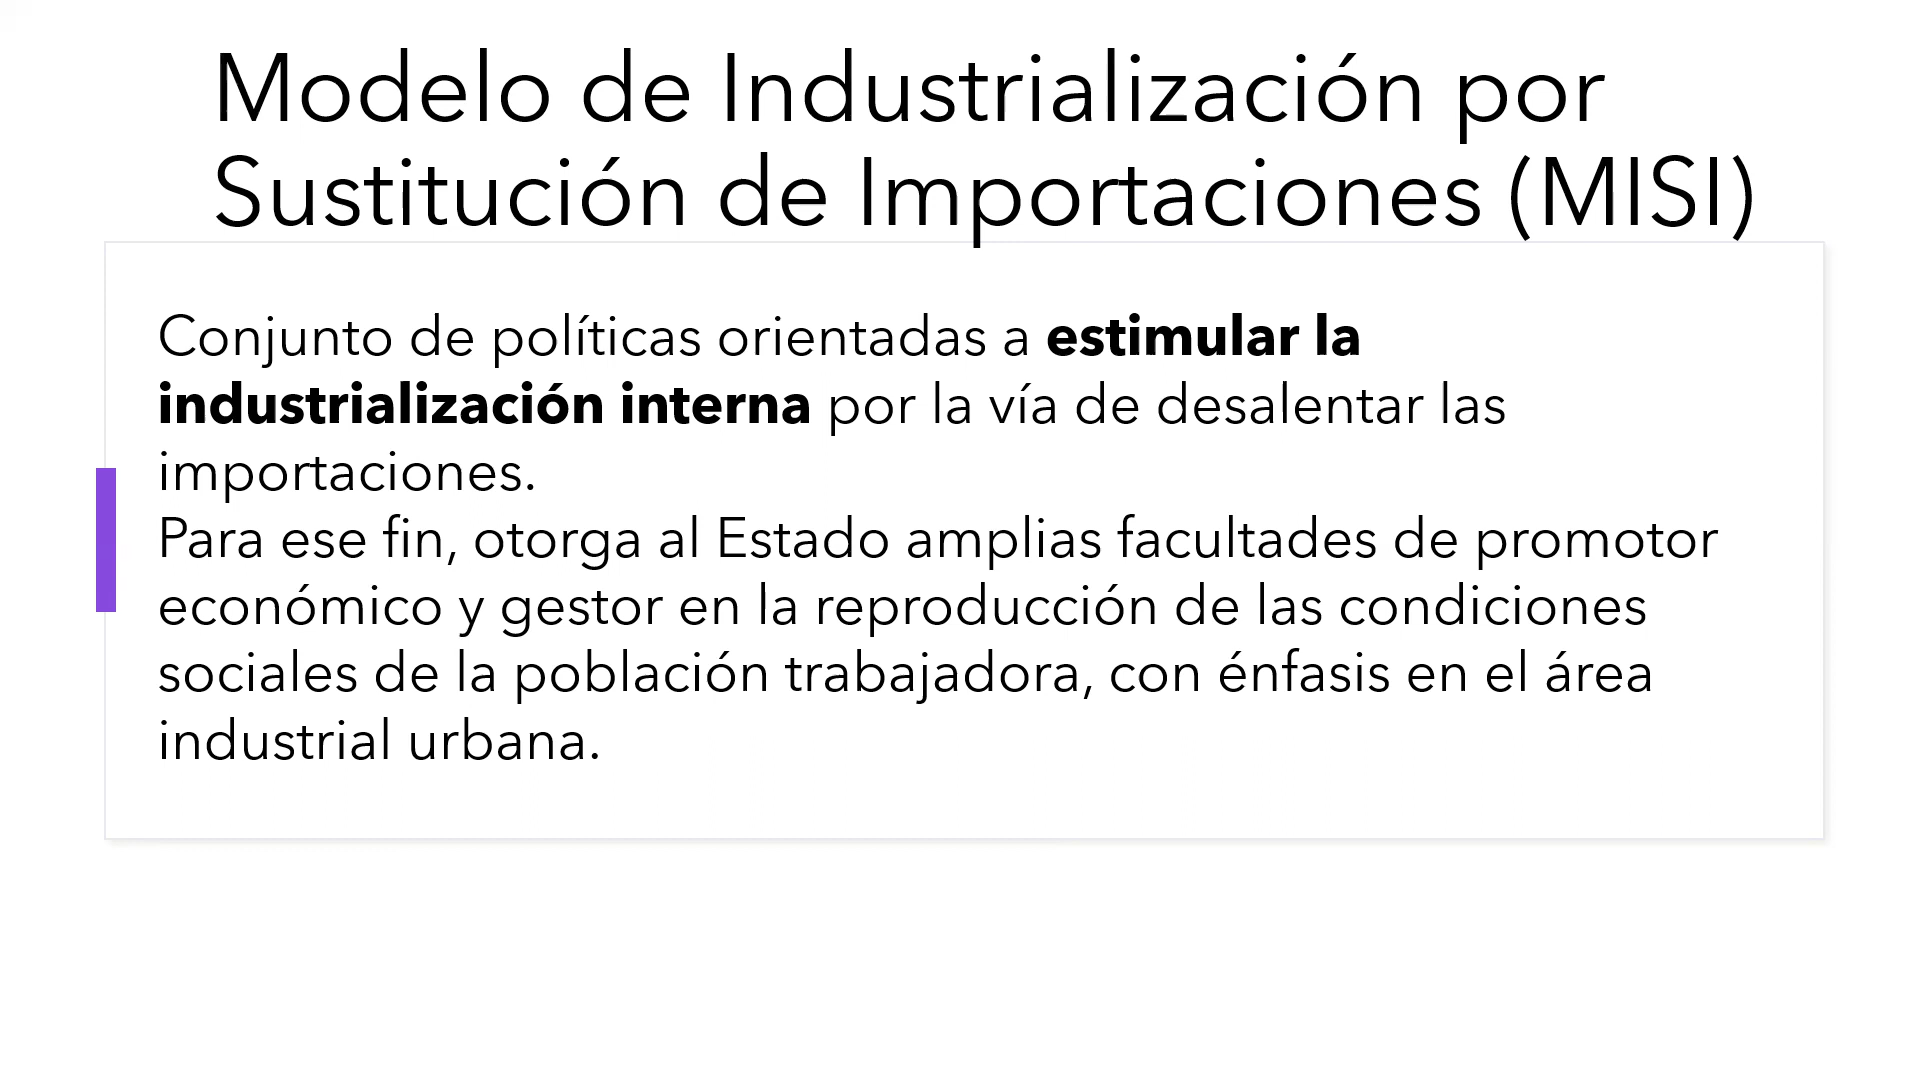 Modelo de Industrialización por
Sustitución de Importaciones (MISI)
Conjunto de políticas orientadas a estimular la
industrialización interna por la vía de desalentar las
importaciones.
Para ese fin, otorga al Estado amplias facultades de promotor
económico y gestor en la reproducción de las condiciones
sociales de la población trabajadora, con énfasis en el área
industrial urbana.